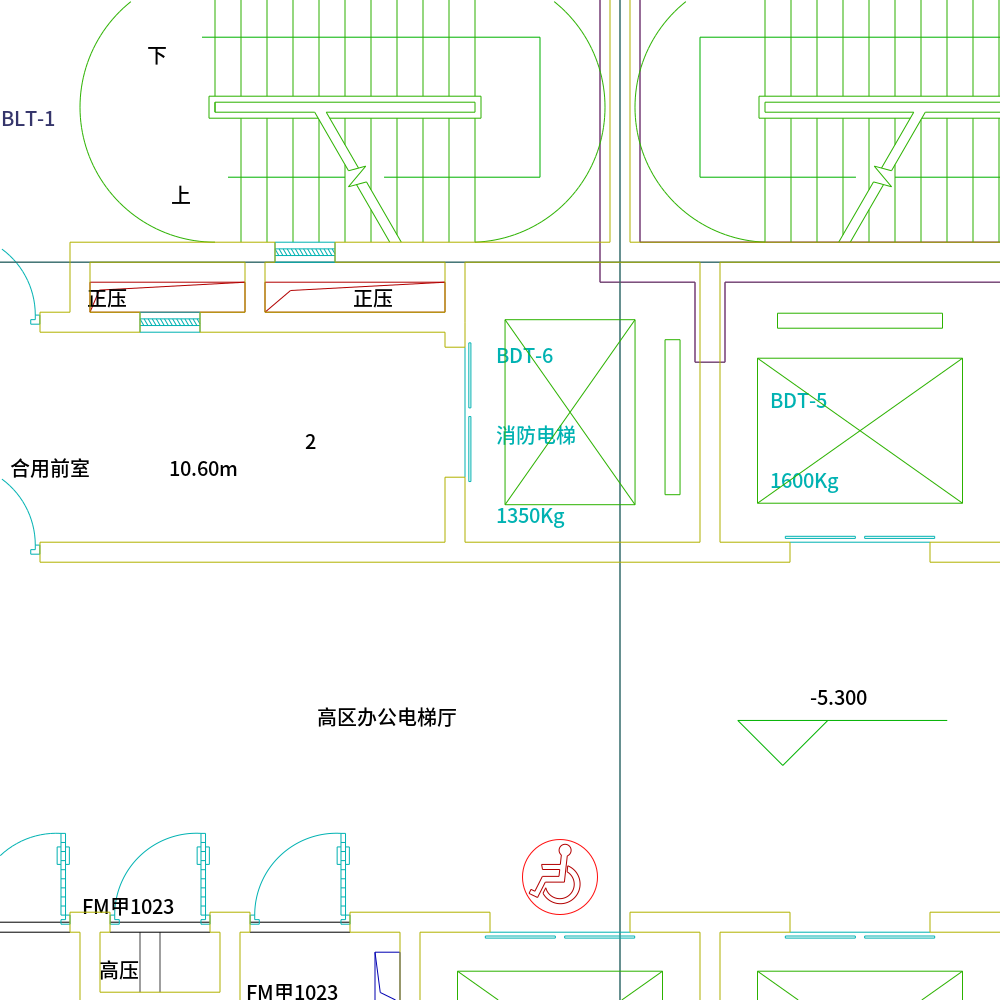 下
BLT-1
上
正压
正压
BDT-6
消防电梯
1350Kg
BDT-5
1600Kg
2
合用前室
10.60m
-5.300
高区办公电梯厅
FM甲1023
高压
FM甲1023